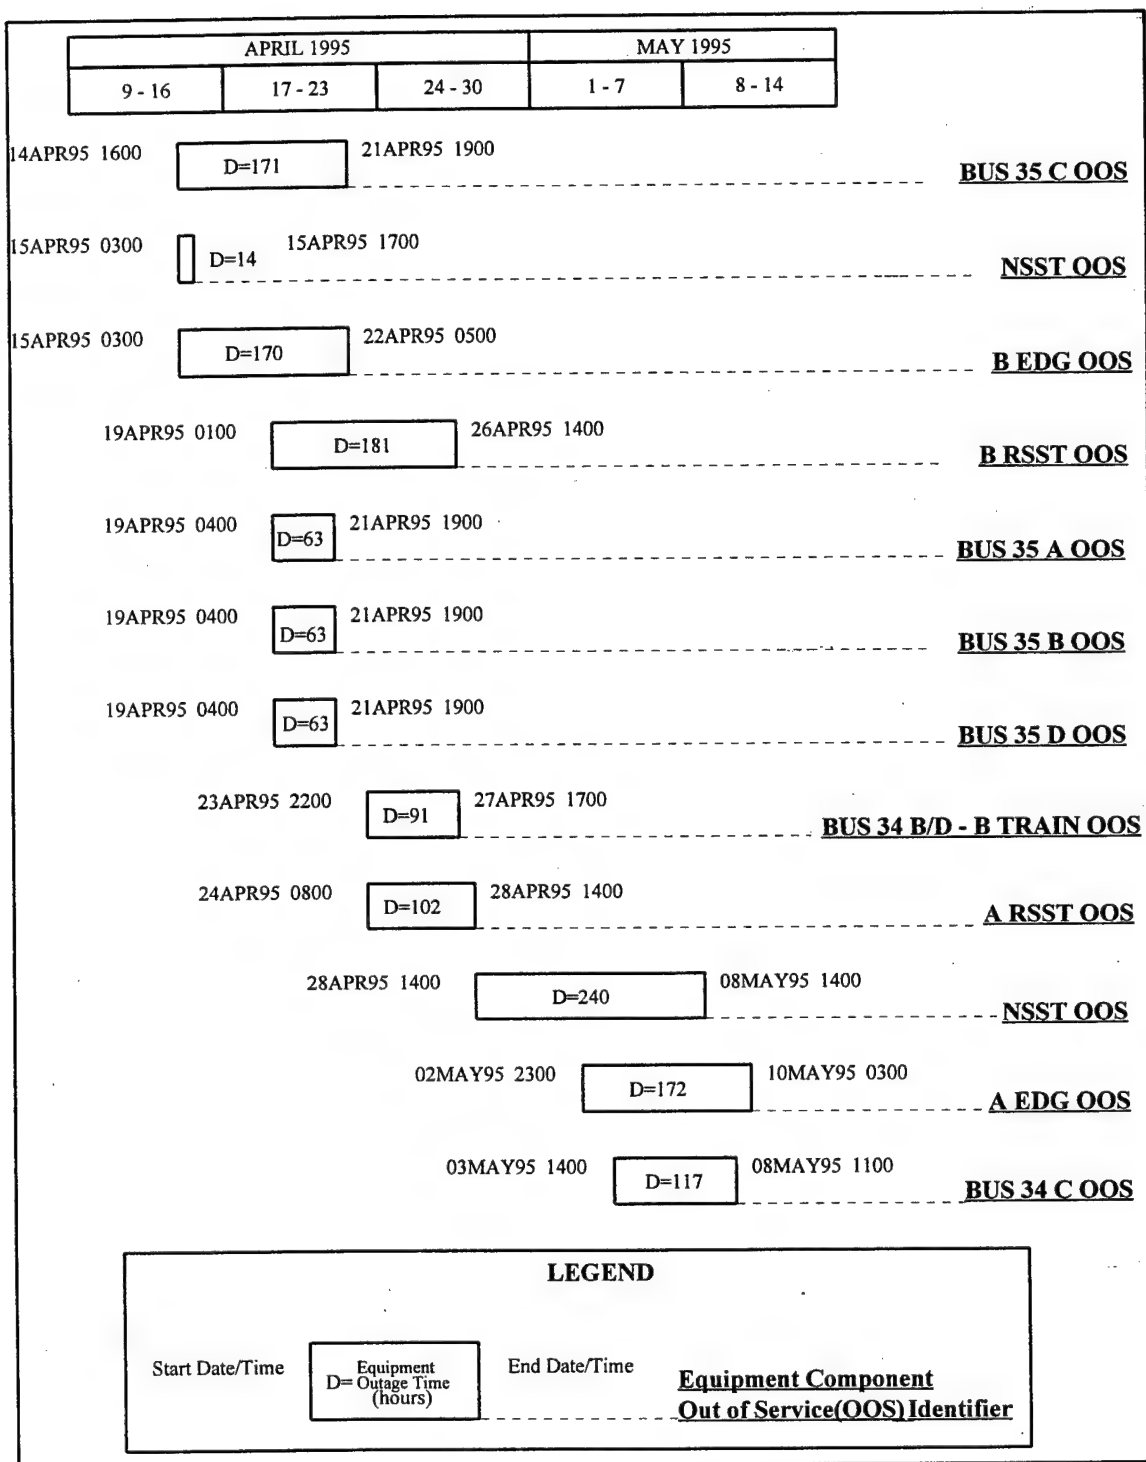 APRIL 1995 MAY 1995
9 - 16 17 - 23 24 - 30 1 - 7 8 - 14
14APR95 1600 D=171 21APR95 1900 BUS 35 C OOS
15APR95 0300 D=14 15APR95 1700 NSST OOS
15APR95 0300 D=170 22APR95 0500 B EDG OOS
19APR95 0100 D=181 26APR95 1400 B RSST OOS
19APR95 0400 D=63 21APR95 1900 BUS 35 A OOS
19APR95 0400 D=63 21APR95 1900 BUS 35 B OOS
19APR95 0400 D=63 21APR95 1900 BUS 35 D OOS
23APR95 2200 D=91 27APR95 1700 BUS 34 B/D - B TRAIN OOS
24APR95 0800 D=102 28APR95 1400 A RSST OOS
28APR95 1400 D=240 08MAY95 1400 NSST OOS
02MAY95 2300 D=172 10MAY95 0300 A EDG OOS
03MAY95 1400 D=117 08MAY95 1100 BUS 34 C OOS
LEGEND
Start Date/Time
Equipment
D= Outage Time
(hours)
End Date/Time
Equipment Component
Out of Service(OOS) Identifier